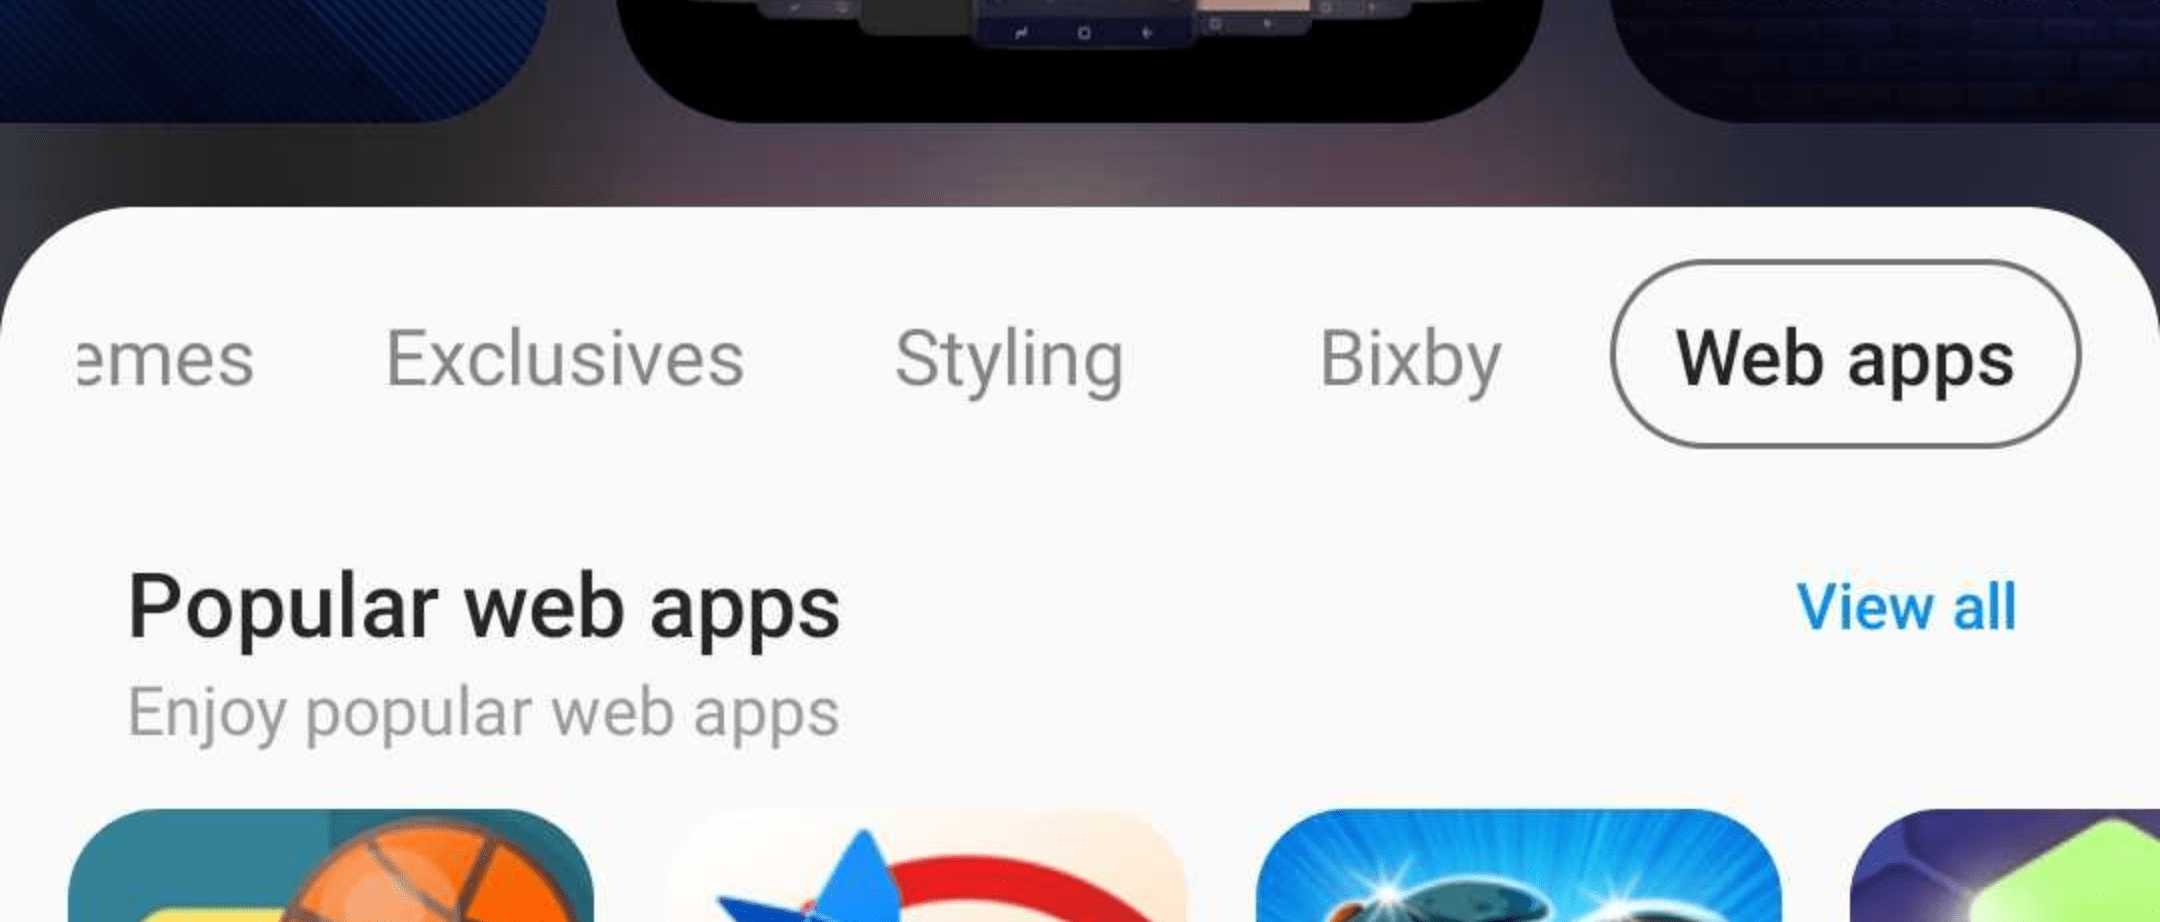 emes Exclusives Styling Bixby Web apps
Popular web apps View all
Enjoy popular web apps